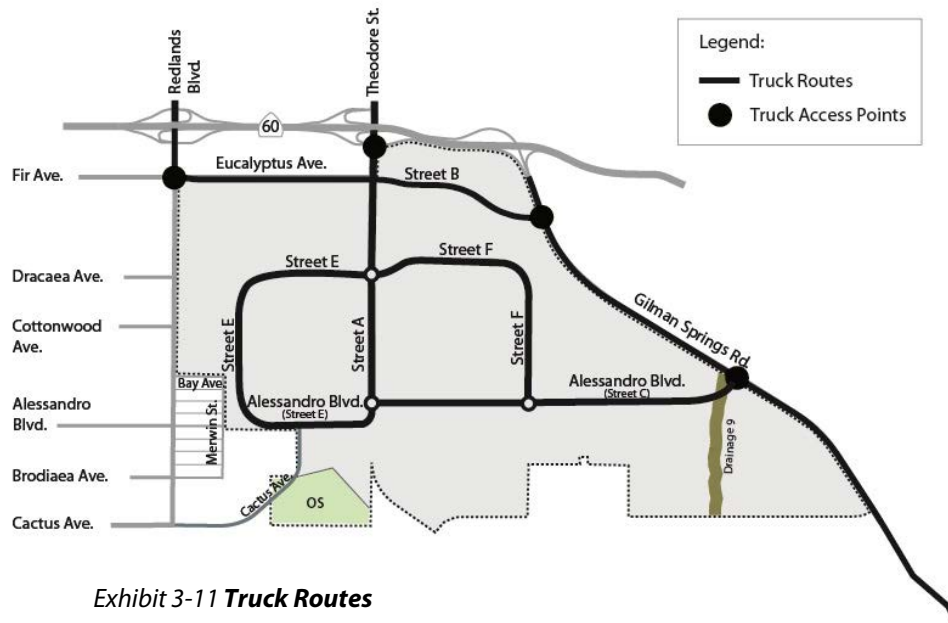 Redlands
Blvd.
Theodore St.
Legend:
Truck Routes
Truck Access Points
60
Fir Ave.
Eucalyptus Ave.
Street B
Dracaea Ave.
Street E
Street F
Cottonwood
Ave.
Street E
Street A
Street F
Gilman Springs Rd.
Bay Ave.
Merwin St.
Alessandro
Blvd.
Alessandro Blvd.
(Street E)
Alessandro Blvd.
(Street C)
Drainage 9
Brodiaea Ave.
Cactus Ave.
OS
Cactus Ave.
Exhibit 3-11 Truck Routes